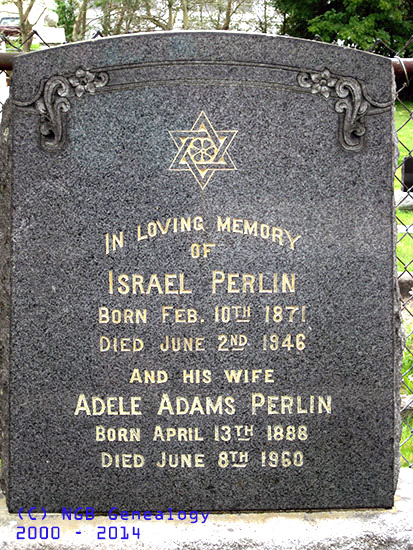 IN LOVING MEMORY
OF
ISRAEL PERLIN
BORN FEB. 10TH 1871
DIED JUNE 2ND 1946
AND HIS WIFE
ADELE ADAMS PERLIN
BORN APRIL 13TH 1888
DIED JUNE 8TH 1960
(C) NGB Genealogy
2000 - 2014